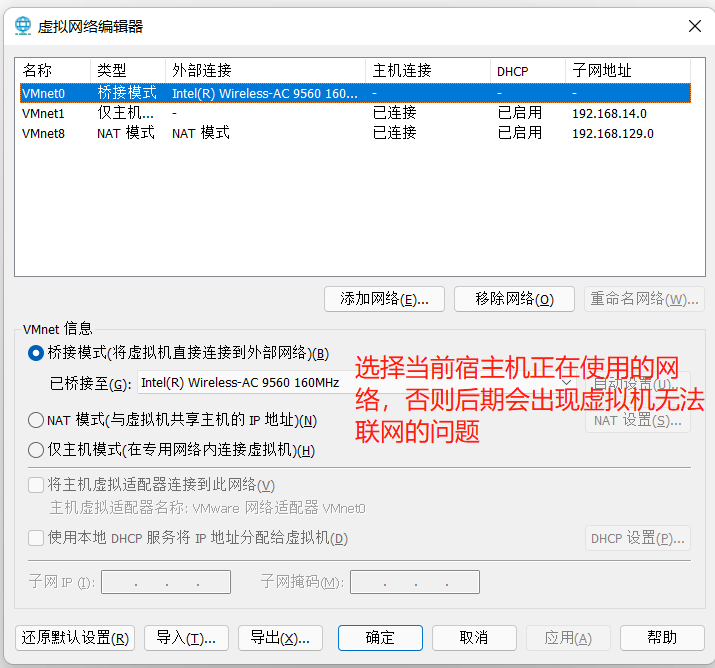 虚拟网络编辑器
名称 类型 外部连接 主机连接 DHCP 子网地址
VMnet0 桥接模式 Intel(R) Wireless-AC 9560 160... - - -
VMnet1 仅主机... - 已连接 已启用 192.168.14.0
VMnet8 NAT 模式 NAT 模式 已连接 已启用 192.168.129.0
添加网络(E)... 移除网络(O) 重命名网络(W)...
VMnet 信息
桥接模式(将虚拟机直接连接到外部网络)(B)
已桥接至(G): Intel(R) Wireless-AC 9560 160MHz 自动设置(U)...
选择当前宿主机正在使用的网
络，否则后期会出现虚拟机无法
联网的问题
NAT 模式(与虚拟机共享主机的 IP 地址)(N) NAT 设置(S)...
仅主机模式(在专用网络内连接虚拟机)(H)
将主机虚拟适配器连接到此网络(V)
主机虚拟适配器名称: VMware 网络适配器 VMnet0
使用本地 DHCP 服务将 IP 地址分配给虚拟机(D) DHCP 设置(P)...
子网 IP (I): . . . 子网掩码(M): . . .
还原默认设置(R) 导入(T)... 导出(X)... 确定 取消 应用(A) 帮助